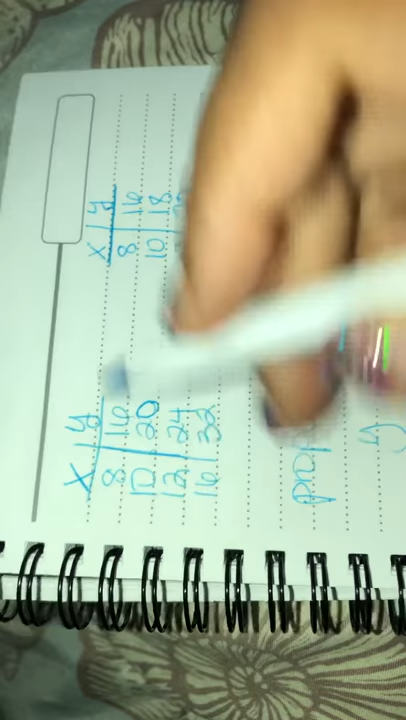 X | y
8 | 16
10 | 20
12 | 24
16 | 32
X | y
8 | 16
10 | 18
y